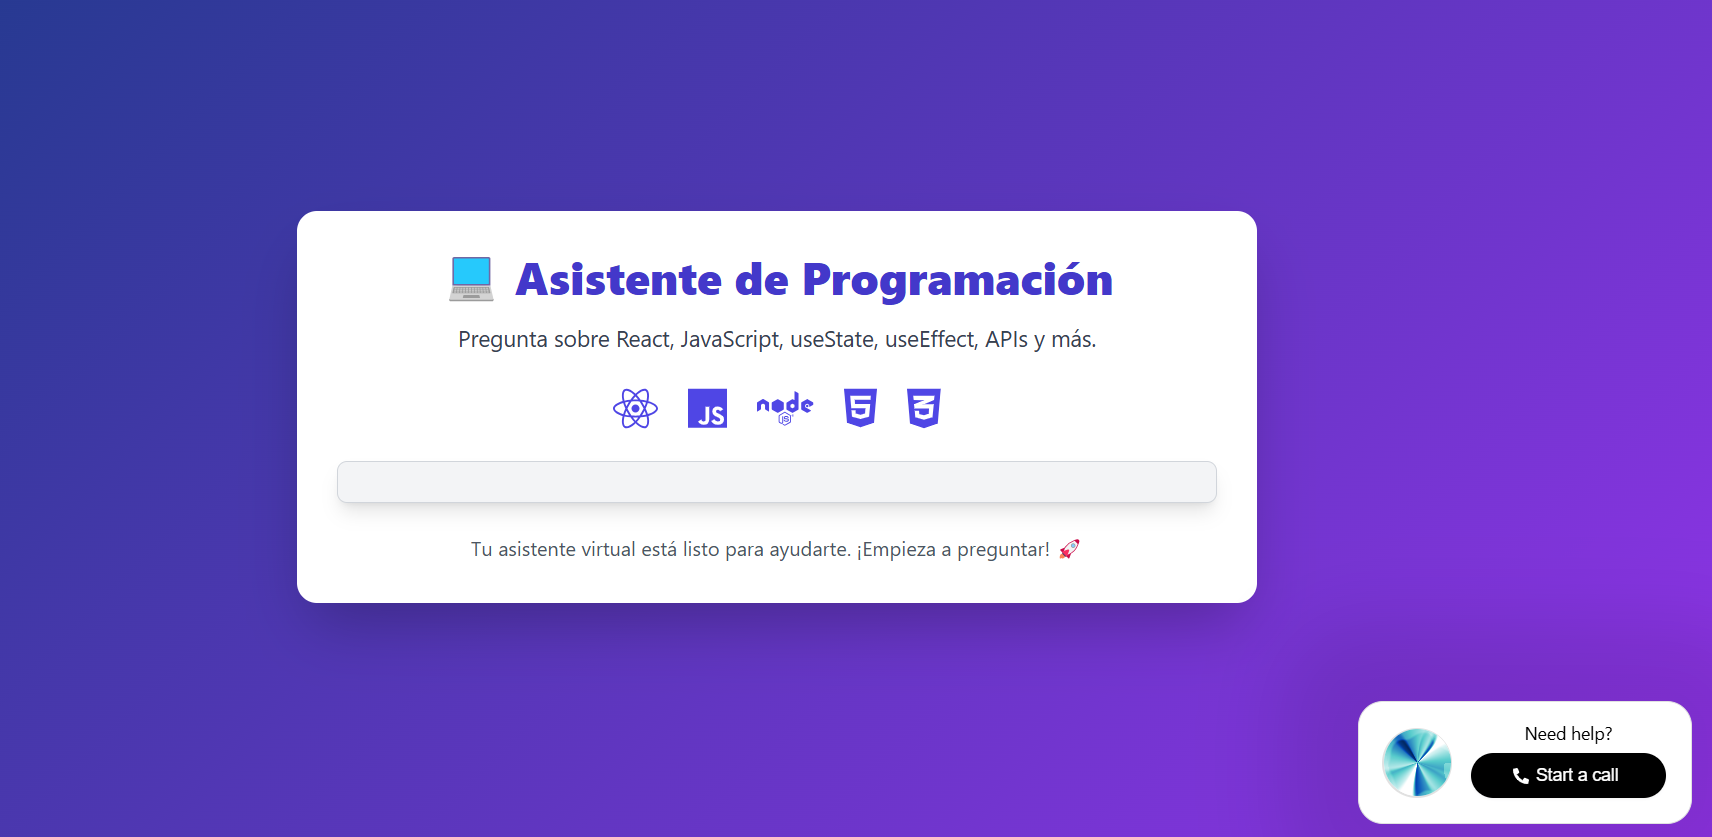 💻 Asistente de Programación
Pregunta sobre React, JavaScript, useState, useEffect, APIs y más.
JS node JS 5 3
Tu asistente virtual está listo para ayudarte. ¡Empieza a preguntar! 🚀
Need help?
Start a call